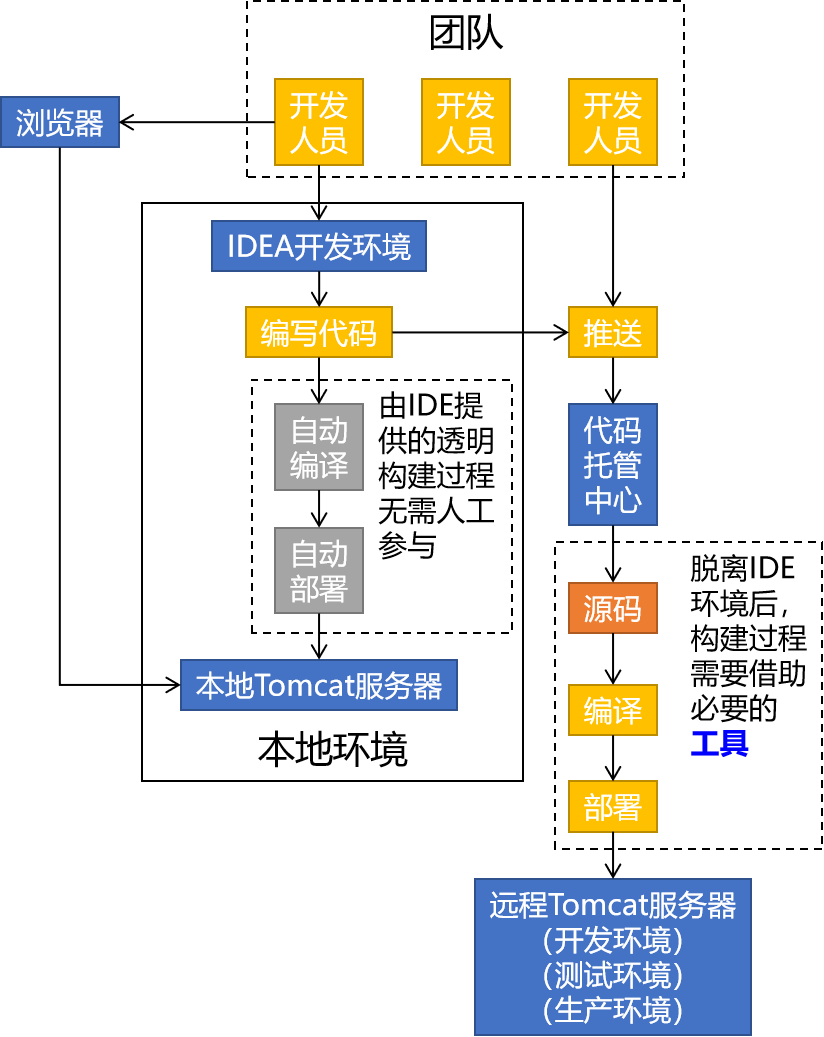 团队
开发
人员
开发
人员
开发
人员
浏览器
IDEA开发环境
编写代码
推送
自动
编译
自动
部署
由IDE提
供的透明
构建过程
无需人工
参与
本地Tomcat服务器
本地环境
代码
托管
中心
源码
编译
部署
脱离IDE
环境后，
构建过程
需要借助
必要的
工具
远程Tomcat服务器
（开发环境）
（测试环境）
（生产环境）